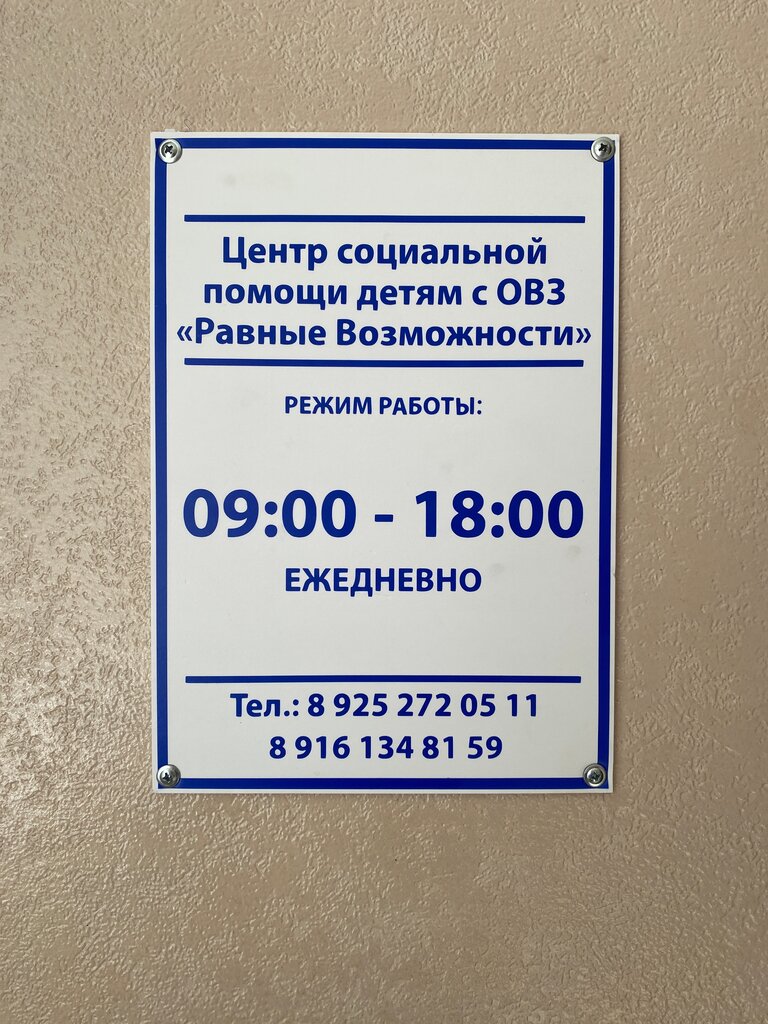 Центр социальной
помощи детям с ОВЗ
«Равные Возможности»
РЕЖИМ РАБОТЫ:
09:00 - 18:00
ЕЖЕДНЕВНО
Тел.: 8 925 272 05 11
8 916 134 81 59